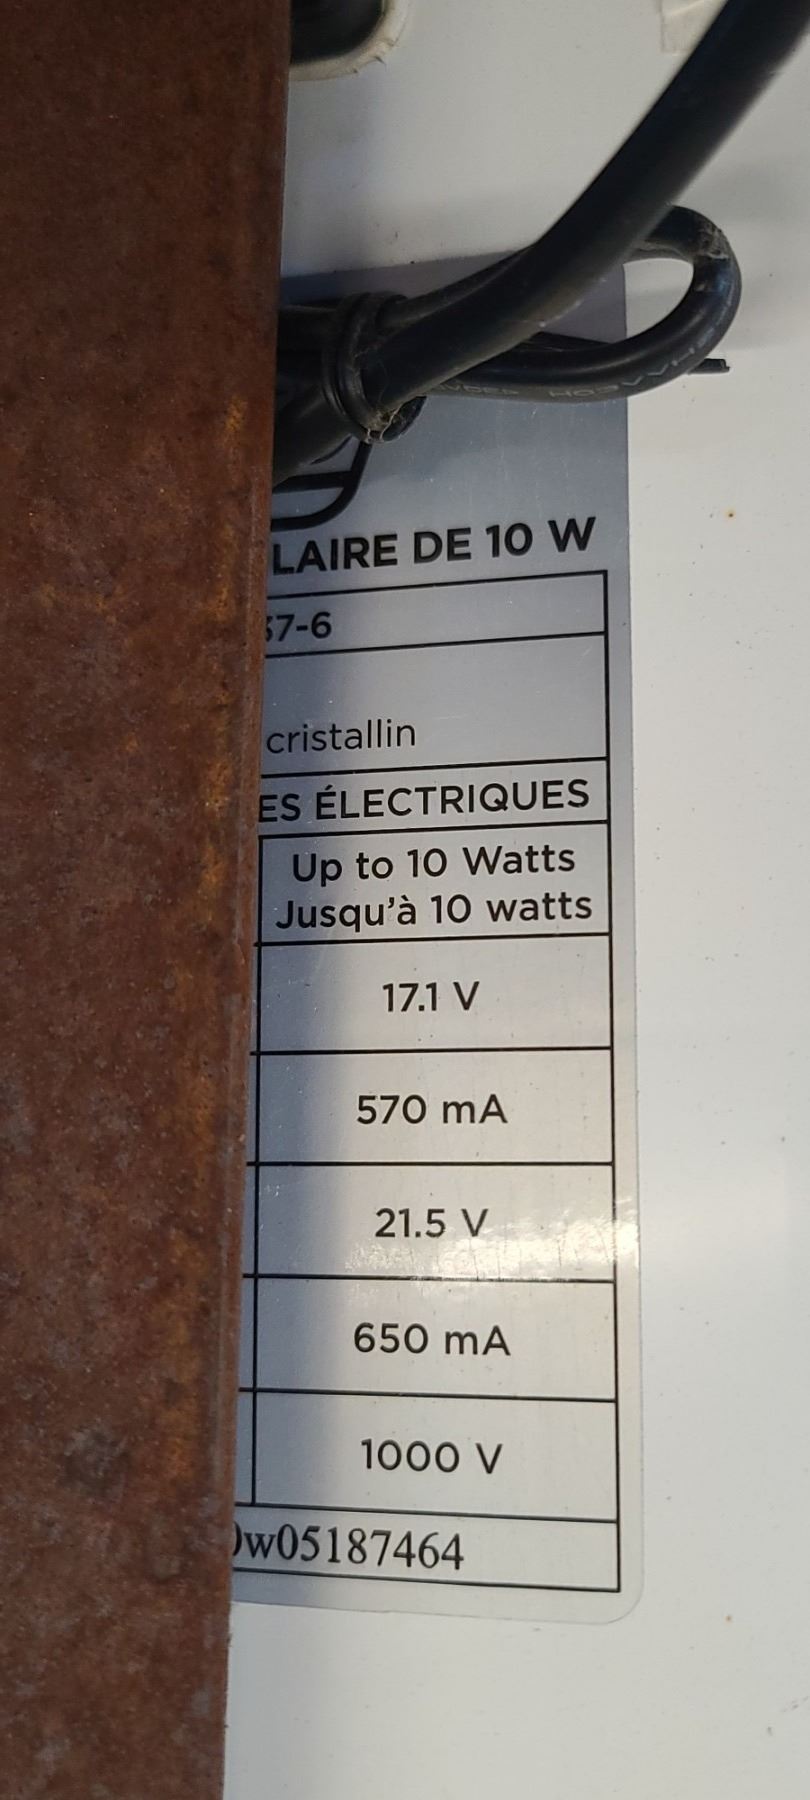 LAIRE DE 10 W
37-6
cristallin
ES ÉLECTRIQUES
Up to 10 Watts
Jusqu'à 10 watts
17.1 V
570 mA
21.5 V
650 mA
1000 V
w05187464